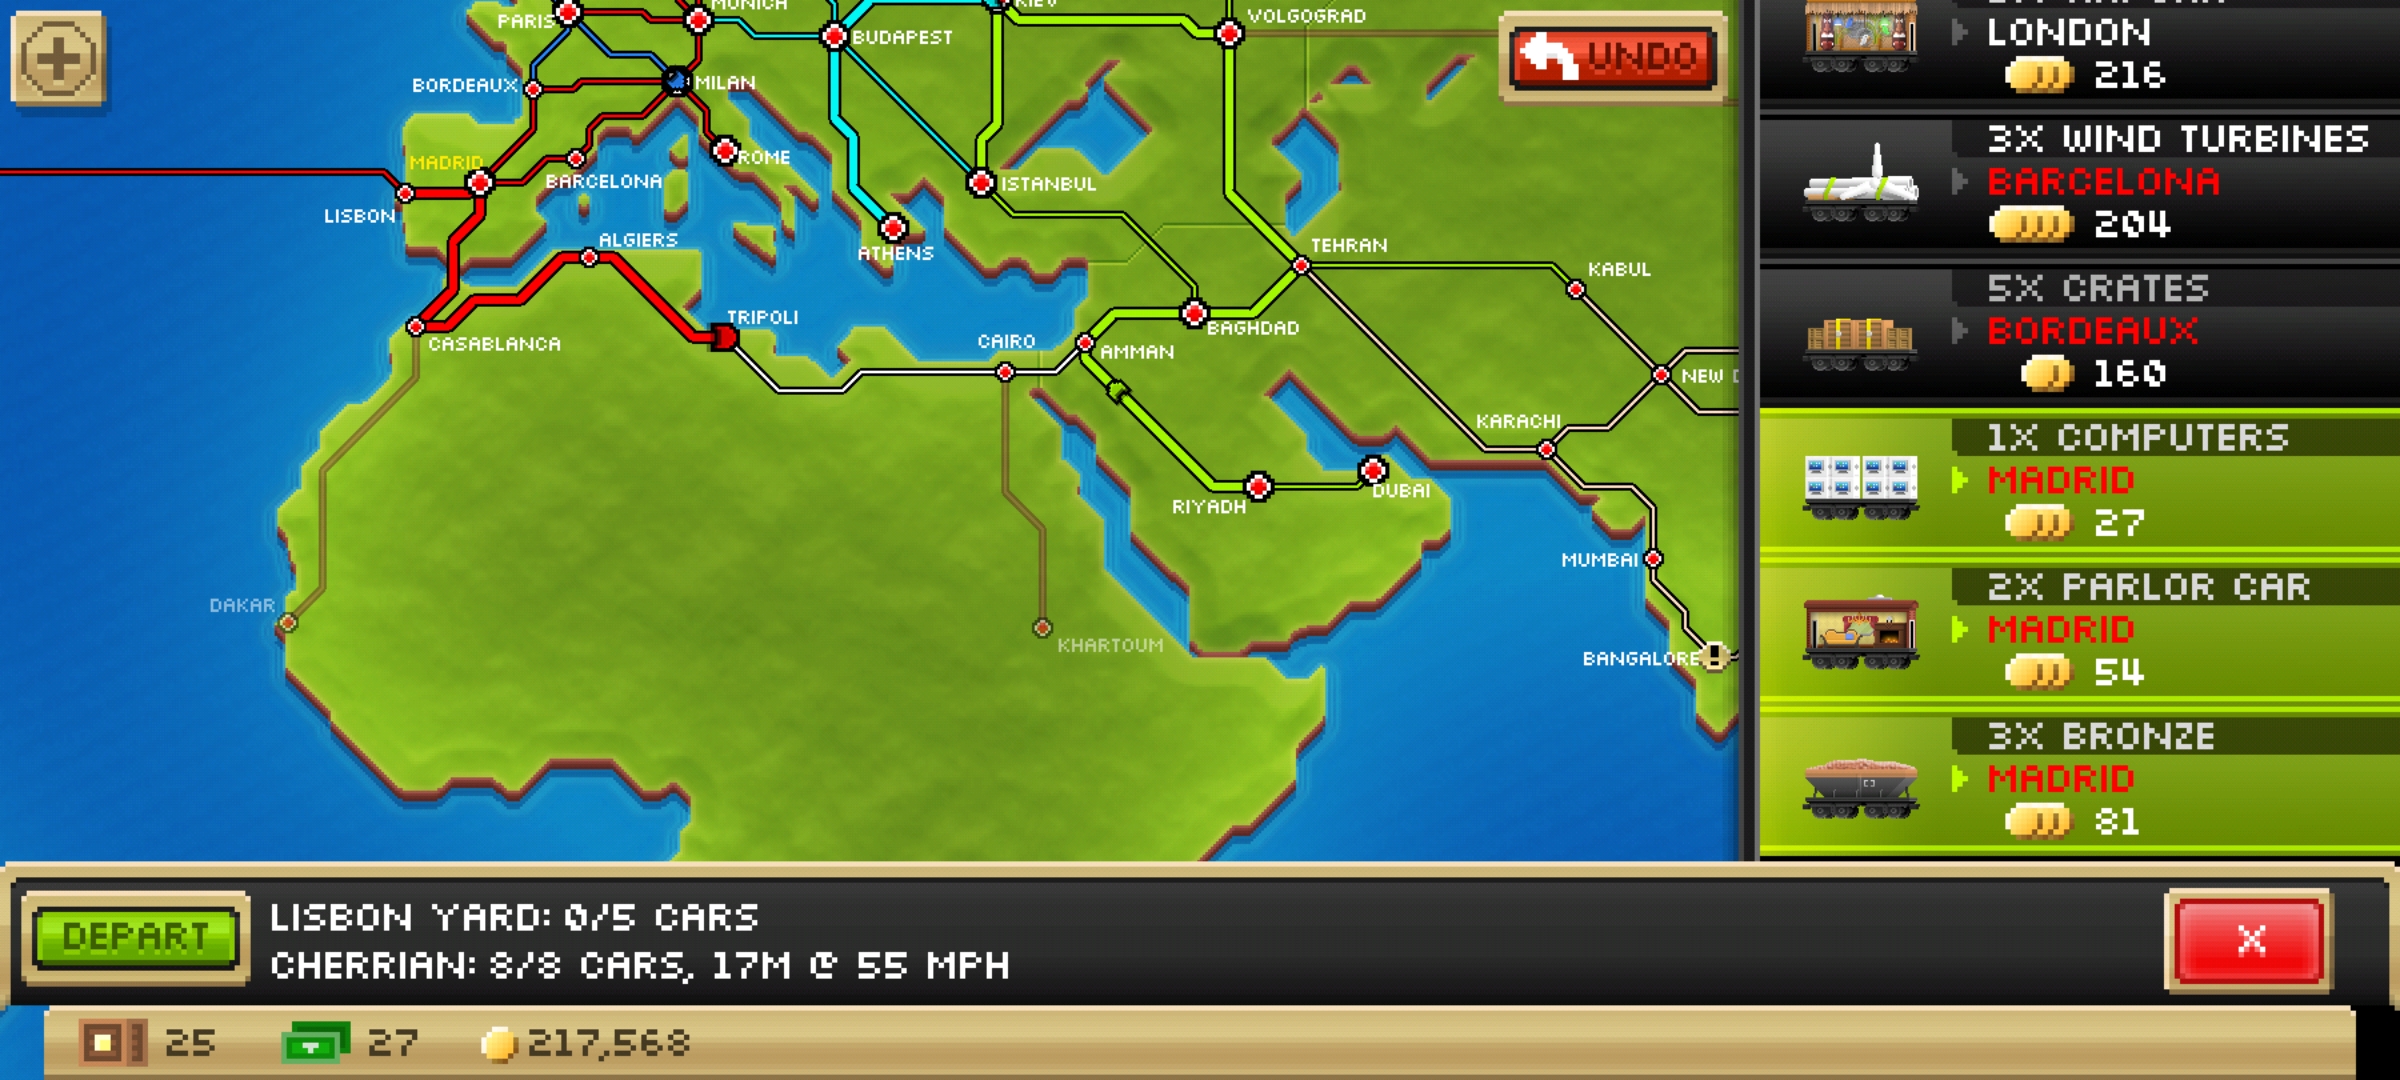 MUNICH
KIEV
PARIS
VOLGOGRAD
BUDAPEST
UNDO
BORDEAUX
MILAN
MADRID
ROME
BARCELONA
ISTANBUL
LISBON
ALGIERS
ATHENS
TEHRAN
KABUL
TRIPOLI
CASABLANCA
CAIRO
BAGHDAD
AMMAN
NEW D
KARACHI
RIYADH
DUBAI
MUMBAI
DAKAR
KHARTOUM
BANGALORE
LONDON
216
3X WIND TURBINES
BARCELONA
204
5X CRATES
BORDEAUX
160
1X COMPUTERS
MADRID
27
2X PARLOR CAR
MADRID
54
3X BRONZE
MADRID
81
DEPART
LISBON YARD: 0/5 CARS
CHERRIAN: 8/8 CARS, 17M @ 55 MPH
X
25
27
217,568